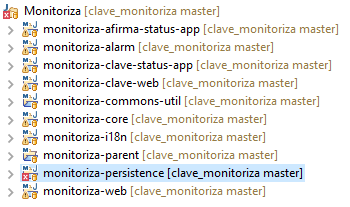 Monitoriza [clave_monitoriza master]
monitoriza-afirma-status-app [clave_monitoriza master]
monitoriza-alarm [clave_monitoriza master]
monitoriza-clave-status-app [clave_monitoriza master]
monitoriza-clave-web [clave_monitoriza master]
monitoriza-commons-util [clave_monitoriza master]
monitoriza-core [clave_monitoriza master]
monitoriza-i18n [clave_monitoriza master]
monitoriza-parent [clave_monitoriza master]
monitoriza-persistence [clave_monitoriza master]
monitoriza-web [clave_monitoriza master]